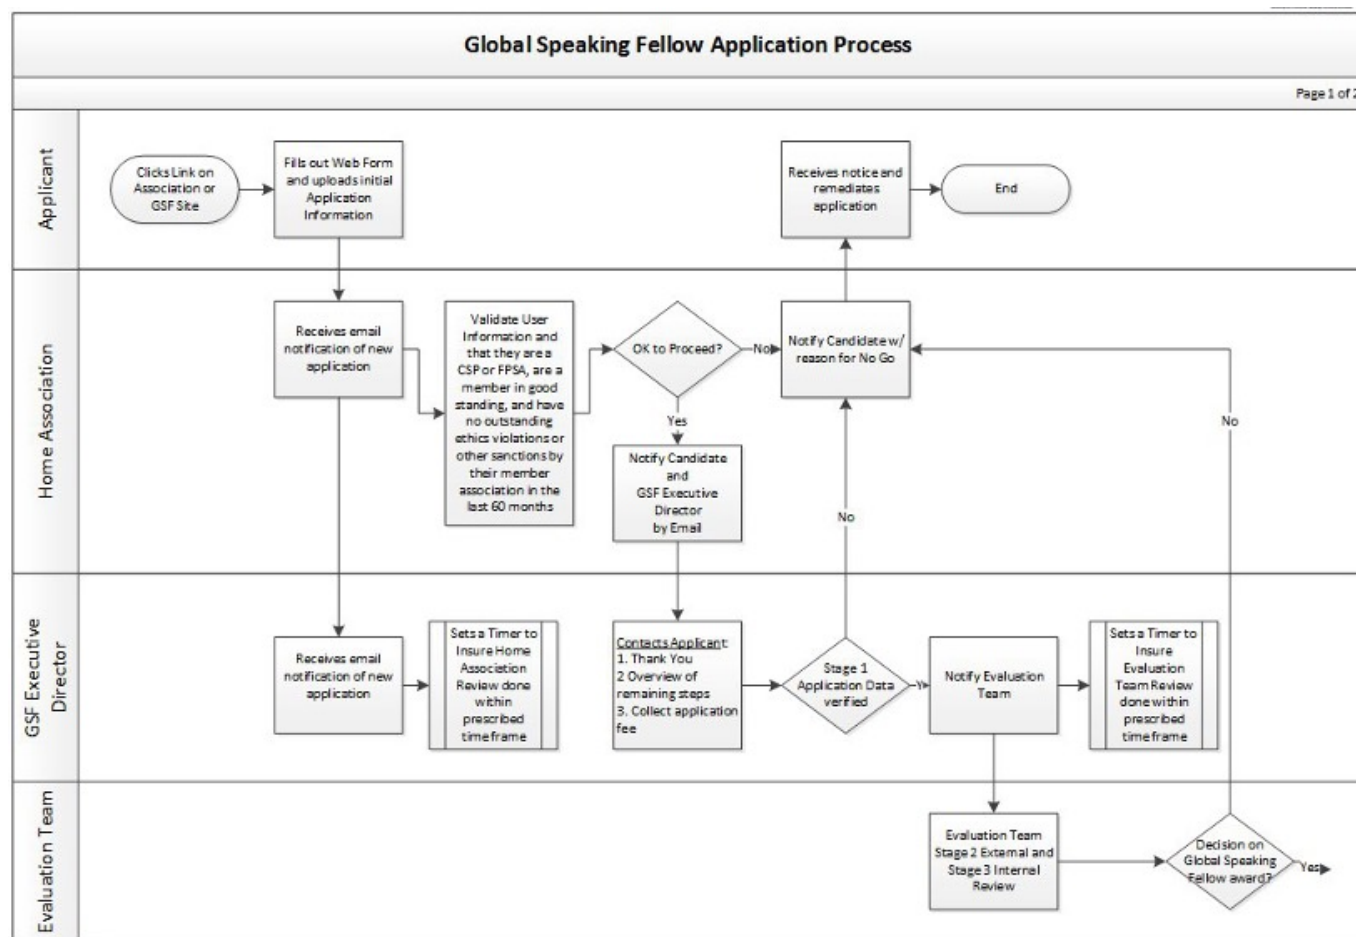 Global Speaking Fellow Application Process
Page 1 of 2
Applicant
Clicks Link on
Association or
GSF Site
Fills out Web Form
and uploads initial
Application
Information
Receives notice and
remediates
application
End
Home Association
Receives email
notification of new
application
Validate User
Information and
that they are a
CSP or FPSA, are a
member in good
standing, and have
no outstanding
ethics violations or
other sanctions by
their member
association in the
last 60 months
OK to Proceed?
No
Notify Candidate w/
reason for No Go
Yes
Notify Candidate
and
GSF Executive
Director
by Email
No
No
GSF Executive
Director
Receives email
notification of new
application
Sets a Timer to
Insure Home
Association
Review done
within
prescribed
timeframe
Contacts Applicant:
1. Thank You
2 Overview of
remaining steps
3. Collect application
fee
Stage 1
Application Data
verified
Y
Notify Evaluation
Team
Sets a Timer to
Insure
Evaluation
Team Review
done within
prescribed
timeframe
Evaluation Team
Evaluation Team
Stage 2 External and
Stage 3 Internal
Review
Decision on
Global Speaking
Fellow award?
Yes